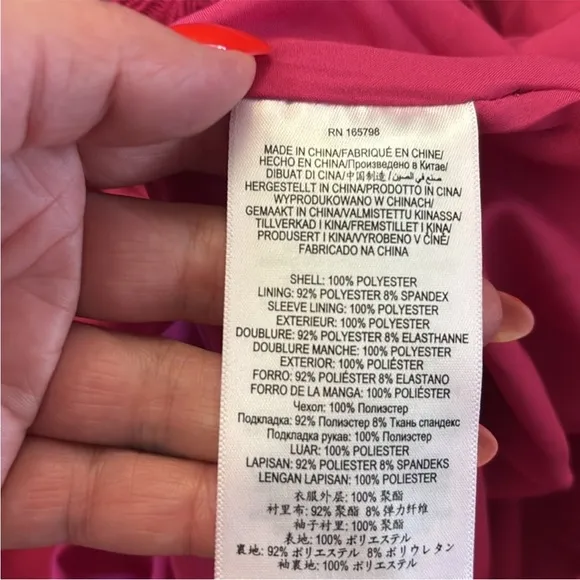 RN 165796
MADE IN CHINA/FABRIQUÉ EN CHINE/
HECHO EN CHINA/Произведено в Китае/
DIBUAT DI CINA/中国制造/صنع في الصين/
HERGESTELLT IN CHINA/PRODOTTO IN CINA/
WYPRODUKOWANO W CHINACH/
GEMAAKT IN CHINA/VALMISTETTU KIINASSA/
TILLVERKAD I KINA/FREMSTILLET I KINA/
PRODUSERT I KINA/VYROBENO V ČÍNĚ/
FABRICADO NA CHINA
SHELL: 100% POLYESTER
LINING: 92% POLYESTER 8% SPANDEX
SLEEVE LINING: 100% POLYESTER
EXTERIEUR: 100% POLYESTER
DOUBLURE: 92% POLYESTER 8% ELASTHANNE
DOUBLURE MANCHE: 100% POLYESTER
EXTERIOR: 100% POLIÉSTER
FORRO: 92% POLIÉSTER 8% ELASTANO
FORRO DE LA MANGA: 100% POLIÉSTER
Чехол: 100% Полиэстер
Подкладка: 92% Полиэстер 8% Ткань спандекс
Подкладка рукав: 100% Полиэстер
LUAR: 100% POLIESTER
LAPISAN: 92% POLIESTER 8% SPANDEKS
LENGAN LAPISAN: 100% POLIESTER
衣服外层: 100% 聚酯
衬里布: 92% 聚酯 8% 弹力纤维
袖子衬里: 100% 聚酯
表地: 100% ポリエステル
裏地: 92% ポリエステル 8% ポリウレタン
袖裏地: 100% ポリエステル